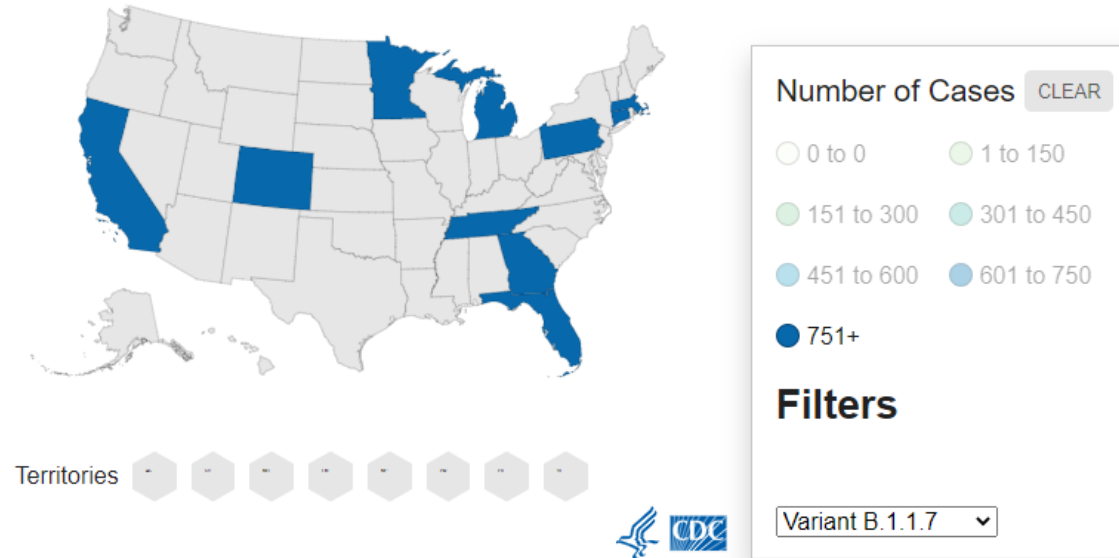 Number of Cases CLEAR
0 to 0 1 to 150
151 to 300 301 to 450
451 to 600 601 to 750
751+
Filters
Territories
CDC
Variant B.1.1.7